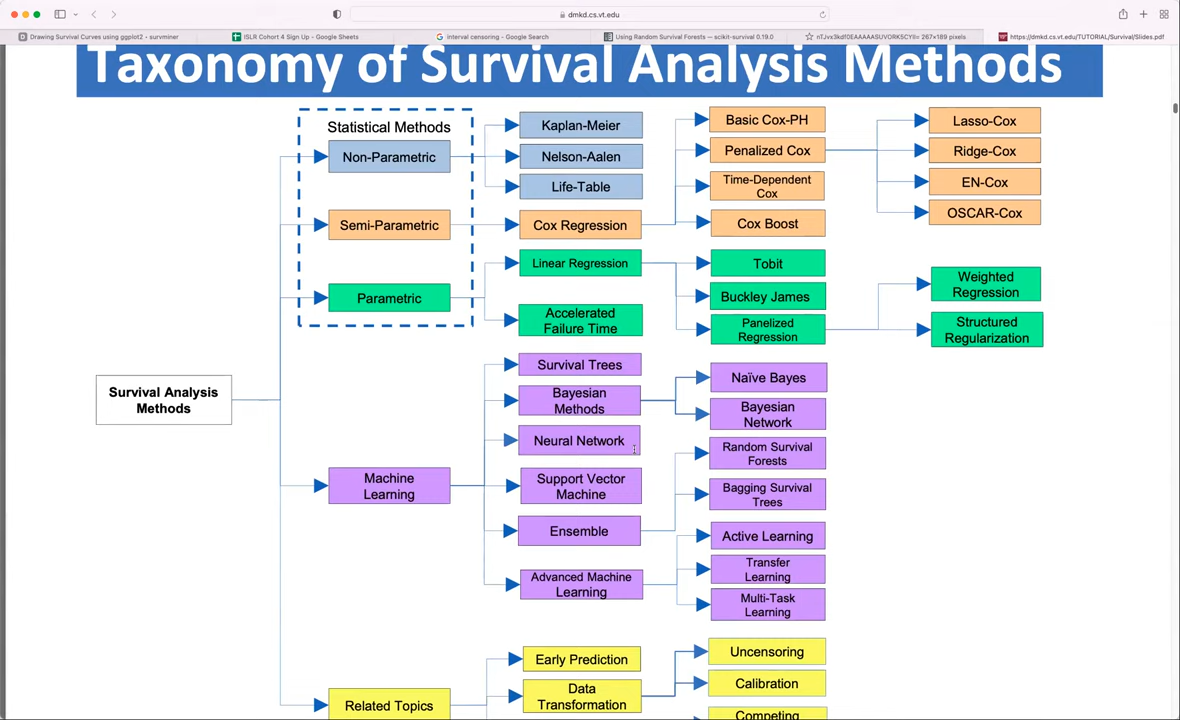 dmkd.cs.vt.edu
Drawing Survival Curves using ggplot2 - survminer
ISLR Cohort 4 Sign Up - Google Sheets
interval censoring - Google Search
Using Random Survival Forests — scikit-survival 0.19.0
nTJvx3kdf0EAAAAASUVORK5CYII= 267×189 pixels
https://dmkd.cs.vt.edu/TUTORIAL/Survival/Slides.pdf
Taxonomy of Survival Analysis Methods
Statistical Methods
Non-Parametric
Kaplan-Meier
Nelson-Aalen
Life-Table
Basic Cox-PH
Penalized Cox
Time-Dependent
Cox
Cox Boost
Lasso-Cox
Ridge-Cox
EN-Cox
OSCAR-Cox
Semi-Parametric
Cox Regression
Parametric
Linear Regression
Accelerated
Failure Time
Tobit
Buckley James
Panelized
Regression
Weighted
Regression
Structured
Regularization
Survival Analysis
Methods
Machine
Learning
Survival Trees
Bayesian
Methods
Neural Network
Support Vector
Machine
Ensemble
Advanced Machine
Learning
Naïve Bayes
Bayesian
Network
Random Survival
Forests
Bagging Survival
Trees
Active Learning
Transfer
Learning
Multi-Task
Learning
Related Topics
Early Prediction
Data
Transformation
Uncensoring
Calibration
Competing